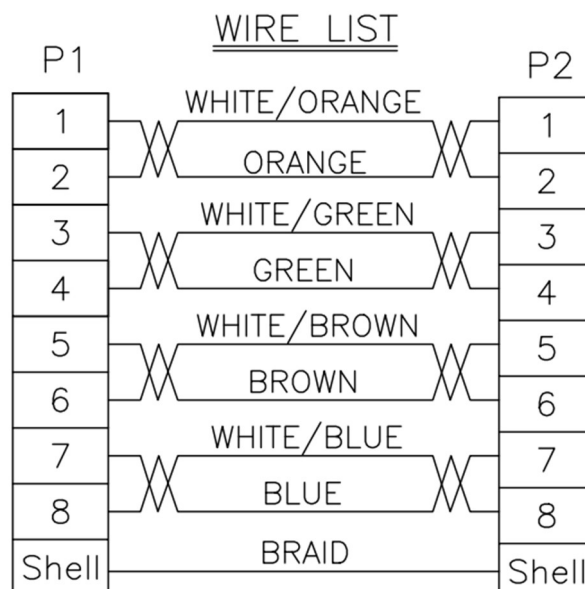 WIRE LIST
P1
P2
1 WHITE/ORANGE 1
2 ORANGE 2
3 WHITE/GREEN 3
4 GREEN 4
5 WHITE/BROWN 5
6 BROWN 6
7 WHITE/BLUE 7
8 BLUE 8
Shell BRAID Shell